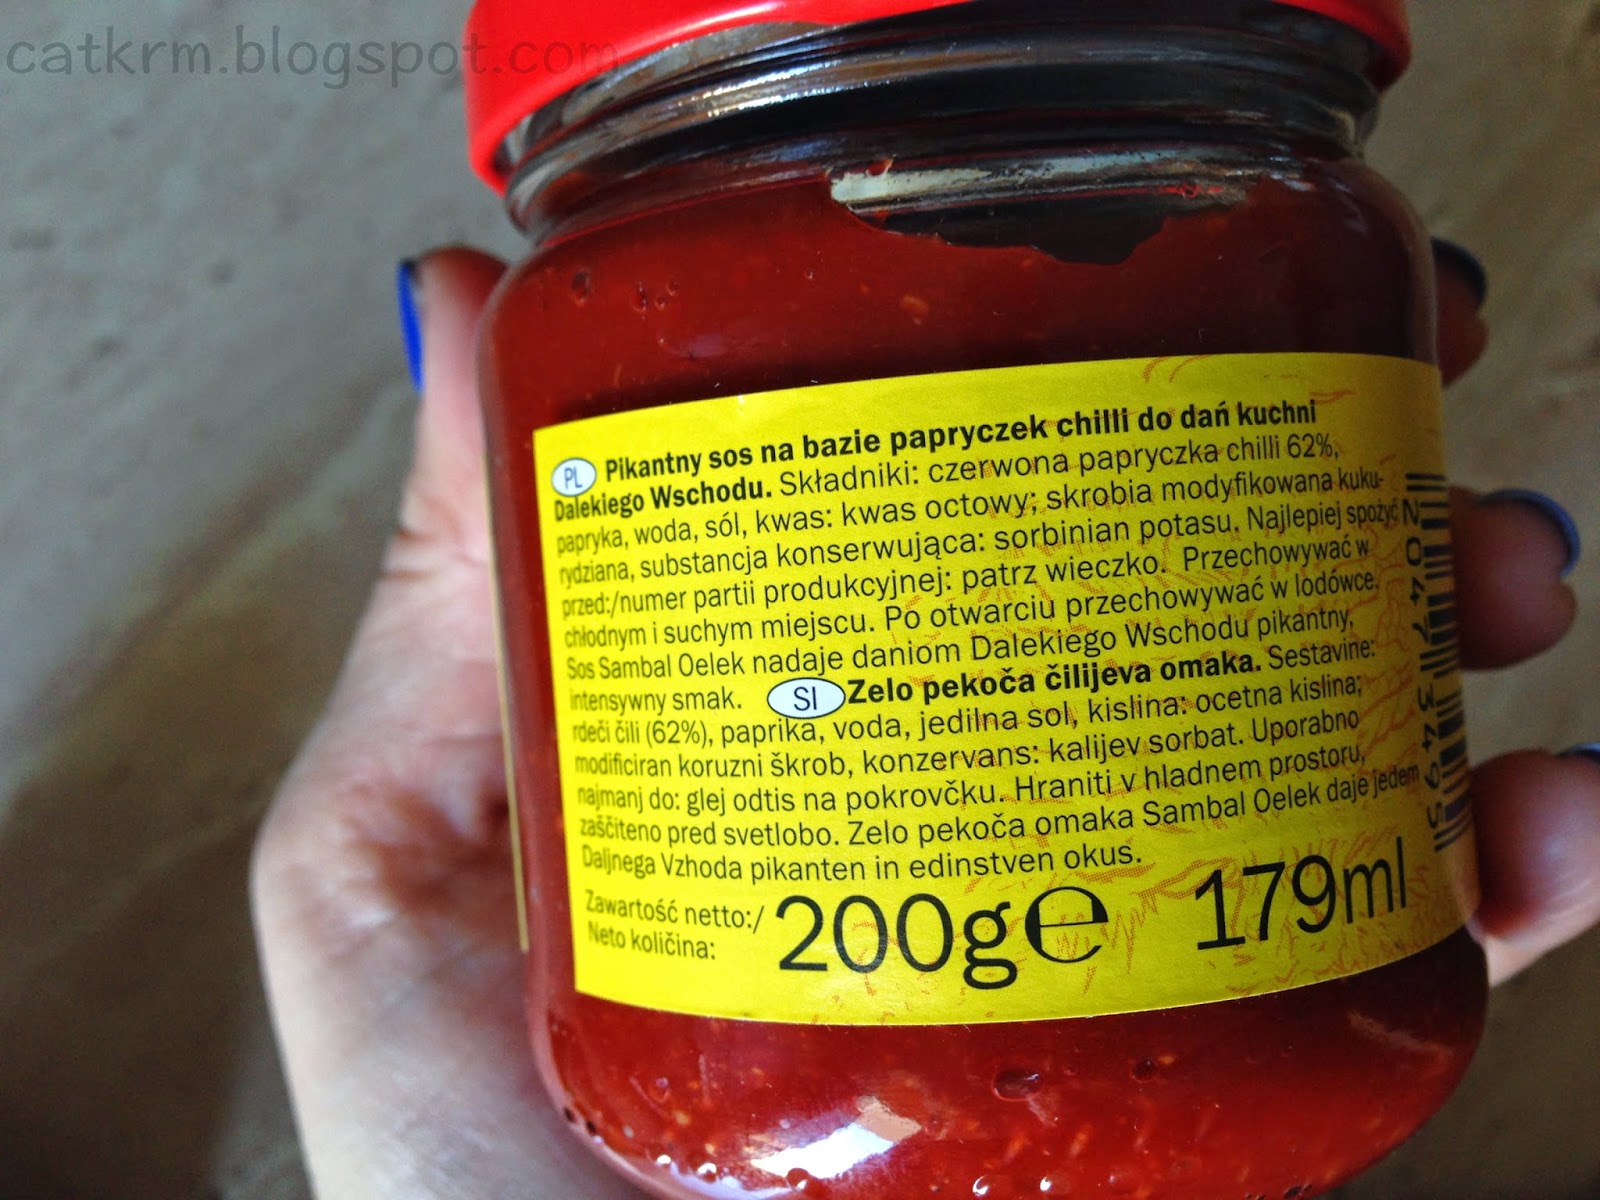 catkrm.blogspot.com
PL Pikantny sos na bazie papryczek chilli do dań kuchni
Dalekiego Wschodu. Składniki: czerwona papryczka chilli 62%,
papryka, woda, sól, kwas: kwas octowy; skrobia modyfikowana kuku-
rydziana, substancja konserwująca: sorbinian potasu. Najlepiej spożyć
przed:/numer partii produkcyjnej: patrz wieczko. Przechowywać w
chłodnym i suchym miejscu. Po otwarciu przechowywać w lodówce.
Sos Sambal Oelek nadaje daniom Dalekiego Wschodu pikantny,
intensywny smak. SI Zelo pekoča čilijeva omaka. Sestavine:
rdeči čili (62%), paprika, voda, jedilna sol, kislina: ocetna kislina;
modificiran koruzni škrob, konzervans: kalijev sorbat. Uporabno
najmanj do: glej odtis na pokrovčku. Hraniti v hladnem prostoru,
zaščiteno pred svetlobo. Zelo pekoča omaka Sambal Oelek daje jedem
Daljnega Vzhoda pikanten in edinstven okus.
Zawartość netto:/
Neto količina:
200g℮ 179ml